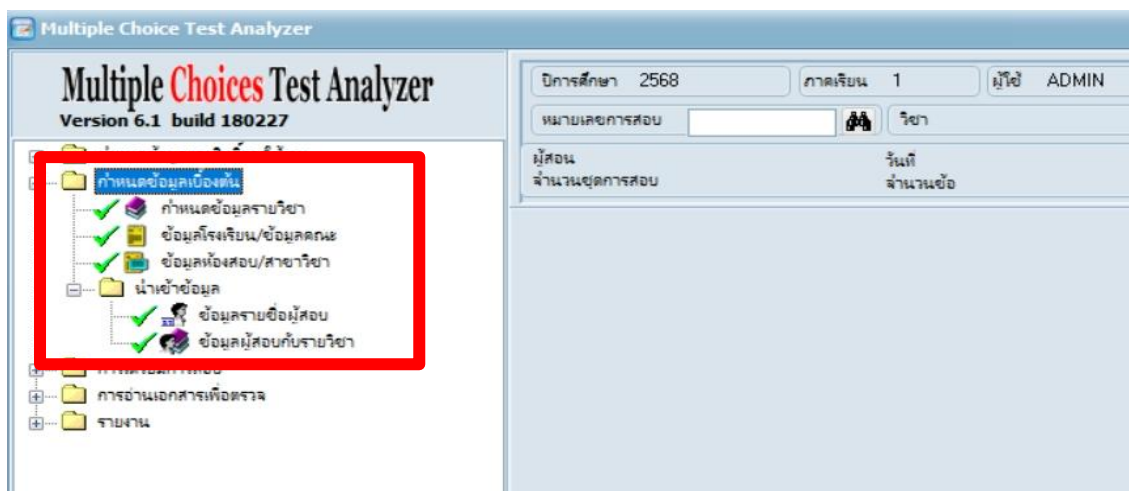 Multiple Choice Test Analyzer
Multiple Choices Test Analyzer
Version 6.1 build 180227
กำหนดข้อมูลเบื้องต้น
กำหนดข้อมูลรายวิชา
ข้อมูลโรงเรียน/ข้อมูลคณะ
ข้อมูลห้องสอบ/สาขาวิชา
นำเข้าข้อมูล
ข้อมูลรายชื่อผู้สอบ
ข้อมูลผู้สอบกับรายวิชา
การอ่านเอกสารเพื่อตรวจ
รายงาน
ปีการศึกษา 2568 ภาคเรียน 1 ผู้ใช้ ADMIN
หมายเลขการสอบ วิชา
ผู้สอน วันที่
จำนวนชุดการสอบ จำนวนข้อ